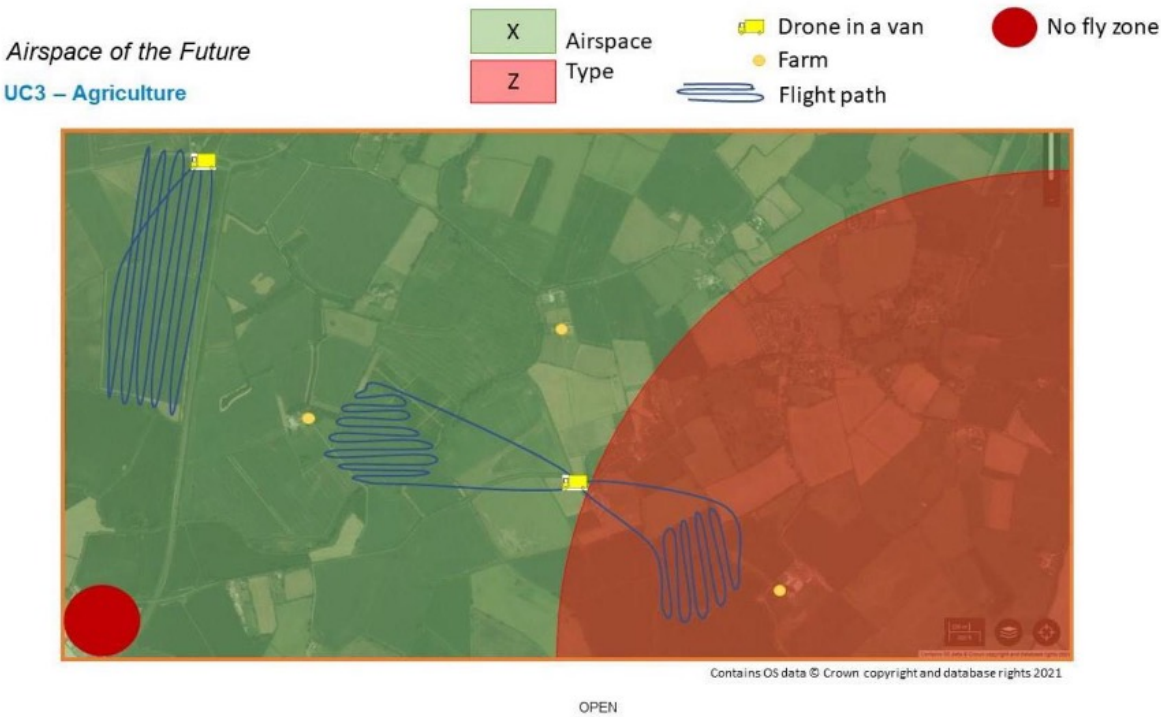 Airspace of the Future
UC3 – Agriculture
X
Z
Airspace
Type
Drone in a van
Farm
Flight path
No fly zone
Contains OS data © Crown copyright and database rights 2021
OPEN